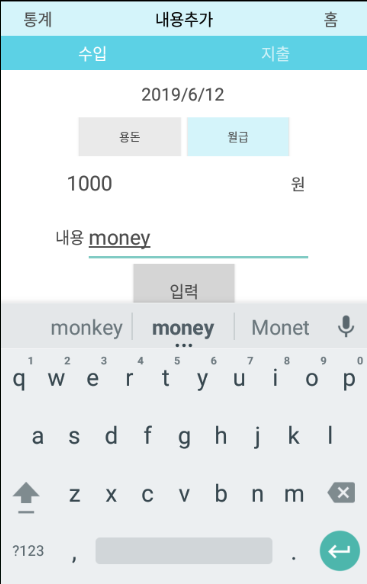 통계 내용추가 홈
수입 지출
2019/6/12
용돈 월급
1000 원
내용 money
입력
monkey money Monet
1 2 3 4 5 6 7 8 9 0
q w e r t y u i o p
a s d f g h j k l
z x c v b n m
?123 , .